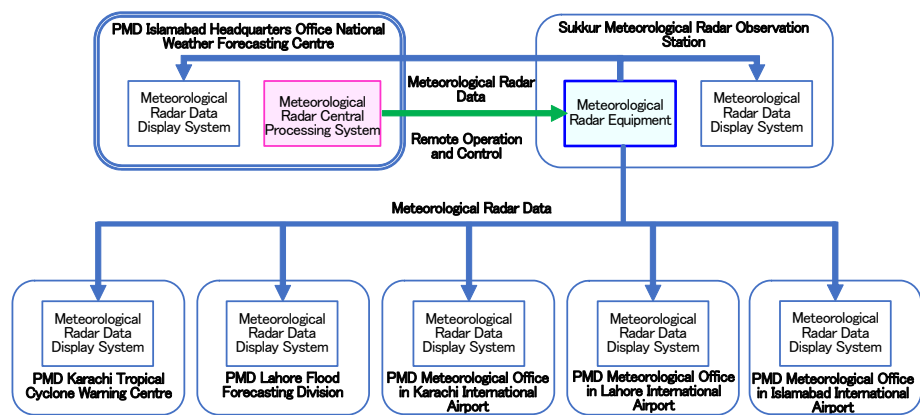 PMD Islamabad Headquarters Office National
Weather Forecasting Centre
Sukkur Meteorological Radar Observation
Station
Meteorological
Radar Data
Display System
Meteorological
Radar Central
Processing System
Meteorological Radar
Data
Remote Operation
and Control
Meteorological
Radar Equipment
Meteorological
Radar Data
Display System
Meteorological Radar Data
Meteorological
Radar Data
Display System
PMD Karachi Tropical
Cyclone Warning Centre
Meteorological
Radar Data
Display System
PMD Lahore Flood
Forecasting Division
Meteorological
Radar Data
Display System
PMD Meteorological Office
in Karachi International
Airport
Meteorological
Radar Data
Display System
PMD Meteorological Office
in Lahore International
Airport
Meteorological
Radar Data
Display System
PMD Meteorological Office
in Islamabad International
Airport